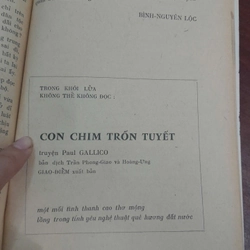 BÌNH-NGUYÊN LỘC
TRONG KHÓI LỬA
KHÔNG THỂ KHÔNG ĐỌC :
CON CHIM TRỐN TUYẾT
truyện Paul GALLICO
bản dịch Trần Phong-Giao và Hoàng-Ưng
GIAO-ĐIỂM xuất bản
một mối tình thanh cao thơ mộng
lồng trong tình yêu nghệ thuật quê hương đất nước